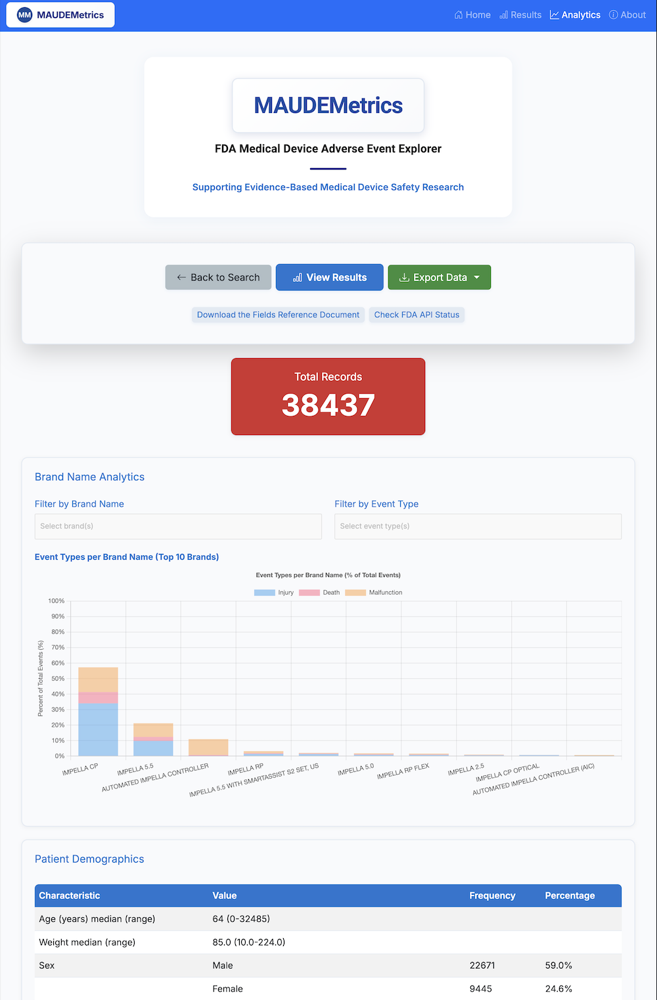 MM MAUDEMetrics
Home Results Analytics About
MAUDEMetrics
FDA Medical Device Adverse Event Explorer
Supporting Evidence-Based Medical Device Safety Research
← Back to Search View Results Export Data
Download the Fields Reference Document Check FDA API Status
Total Records
38437
Brand Name Analytics
Filter by Brand Name Filter by Event Type
Select brand(s) Select event type(s)
Event Types per Brand Name (Top 10 Brands)
Event Types per Brand Name (% of Total Events)
Injury Death Malfunction
Percent of Total Events (%)
100%
90%
80%
70%
60%
50%
40%
30%
20%
10%
0%
IMPELLA CP
IMPELLA 5.5
AUTOMATED IMPELLA CONTROLLER
IMPELLA RP
IMPELLA 5.5 WITH SMARTASSIST S2 SET, US
IMPELLA 5.0
IMPELLA RP FLEX
IMPELLA 2.5
IMPELLA CP OPTICAL
AUTOMATED IMPELLA CONTROLLER (AIC)
Patient Demographics
Characteristic Value Frequency Percentage
Age (years) median (range) 64 (0-32485)
Weight median (range) 85.0 (10.0-224.0)
Sex Male 22671 59.0%
Female 9445 24.6%